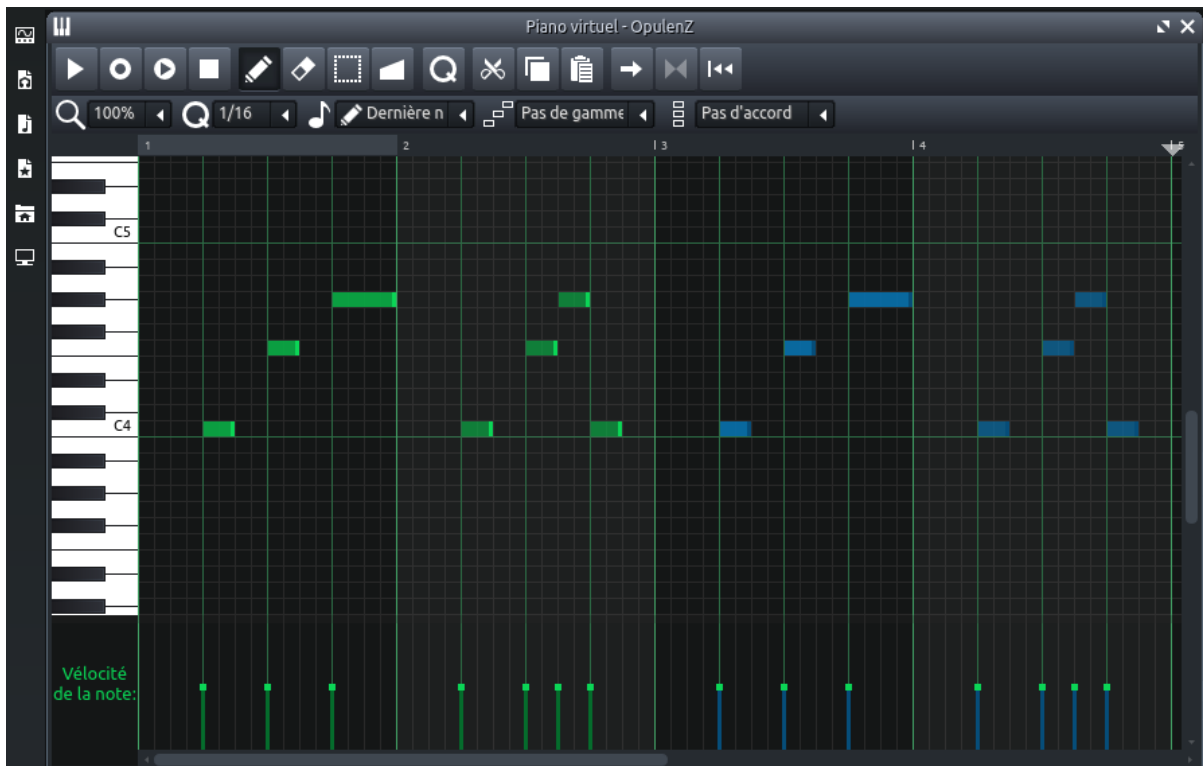 Piano virtuel - OpulenZ
100% 1/16 Dernière n Pas de gamme Pas d'accord
1 2 3 4 5
C5
C4
Vélocité
de la note: